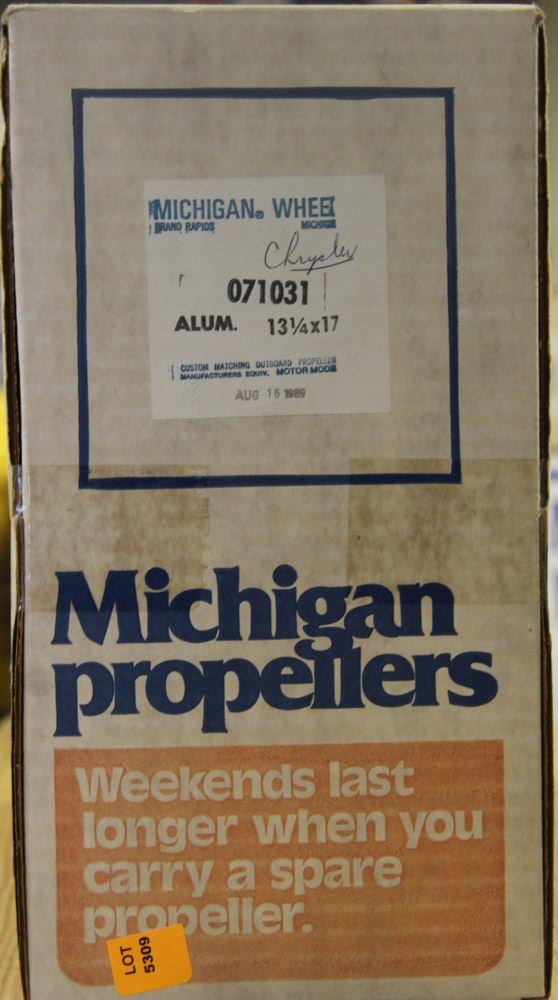 MICHIGAN® WHEEL
GRAND RAPIDS MICHIGAN
Chrysler
071031
ALUM. 13¼x17
CUSTOM MATCHING OUTBOARD PROPELLER
MANUFACTURERS EQUIV. MOTOR MODEL
AUG 15 1989
Michigan
propellers
Weekends last
longer when you
carry a spare
propeller.
LOT
5309